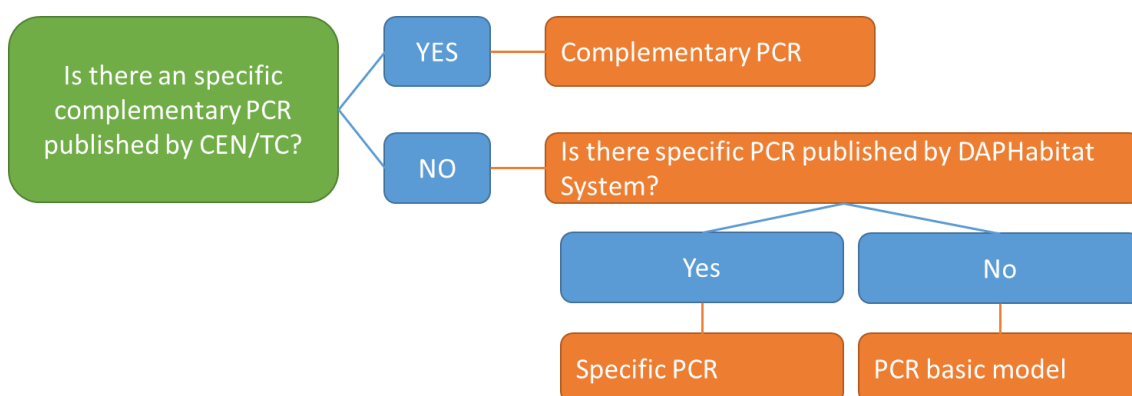 Is there an specific
complementary PCR
published by CEN/TC?
YES
Complementary PCR
NO
Is there specific PCR published by DAPHabitat
System?
Yes
No
Specific PCR
PCR basic model